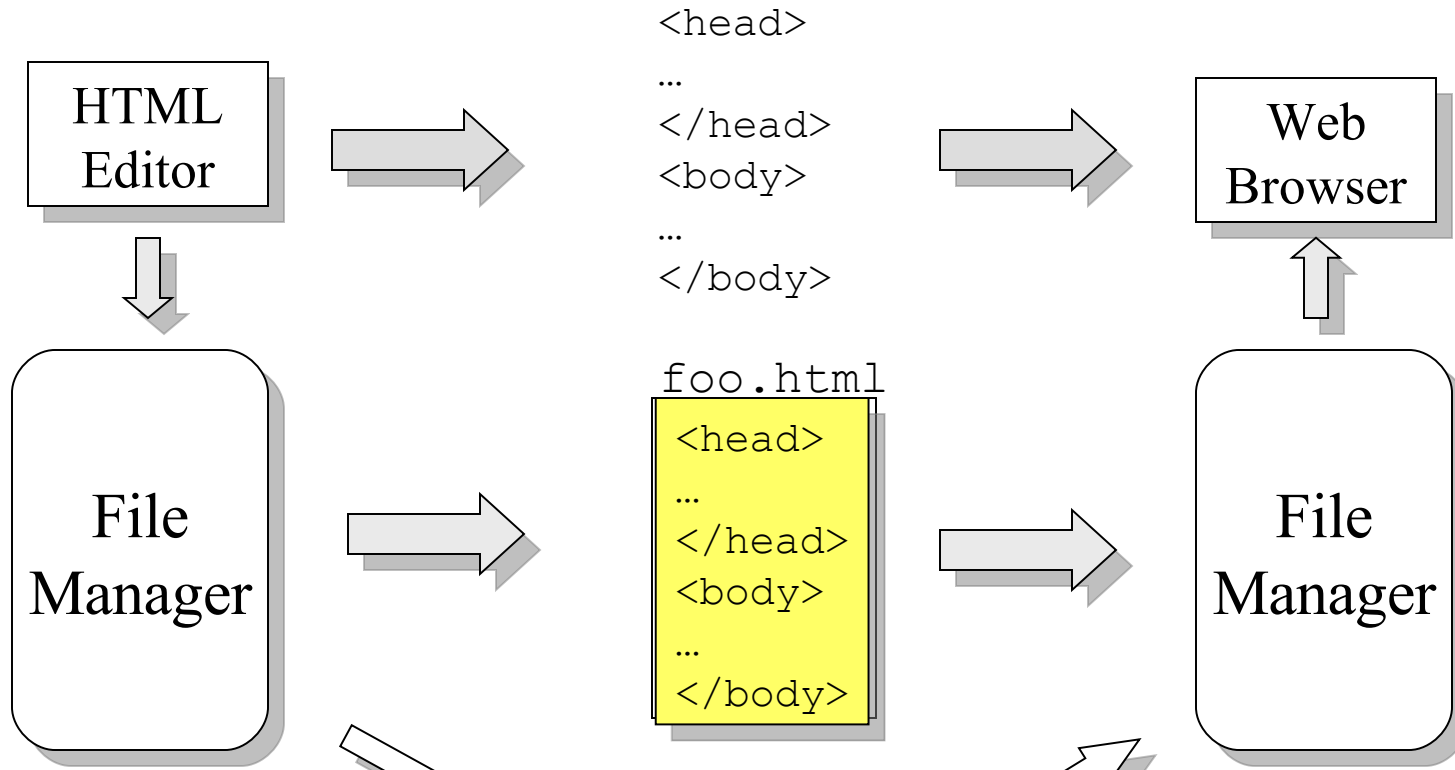 HTML
Editor
<head>
…
</head>
<body>
…
</body>
Web
Browser
File
Manager
foo.html
<head>
…
</head>
<body>
…
</body>
File
Manager